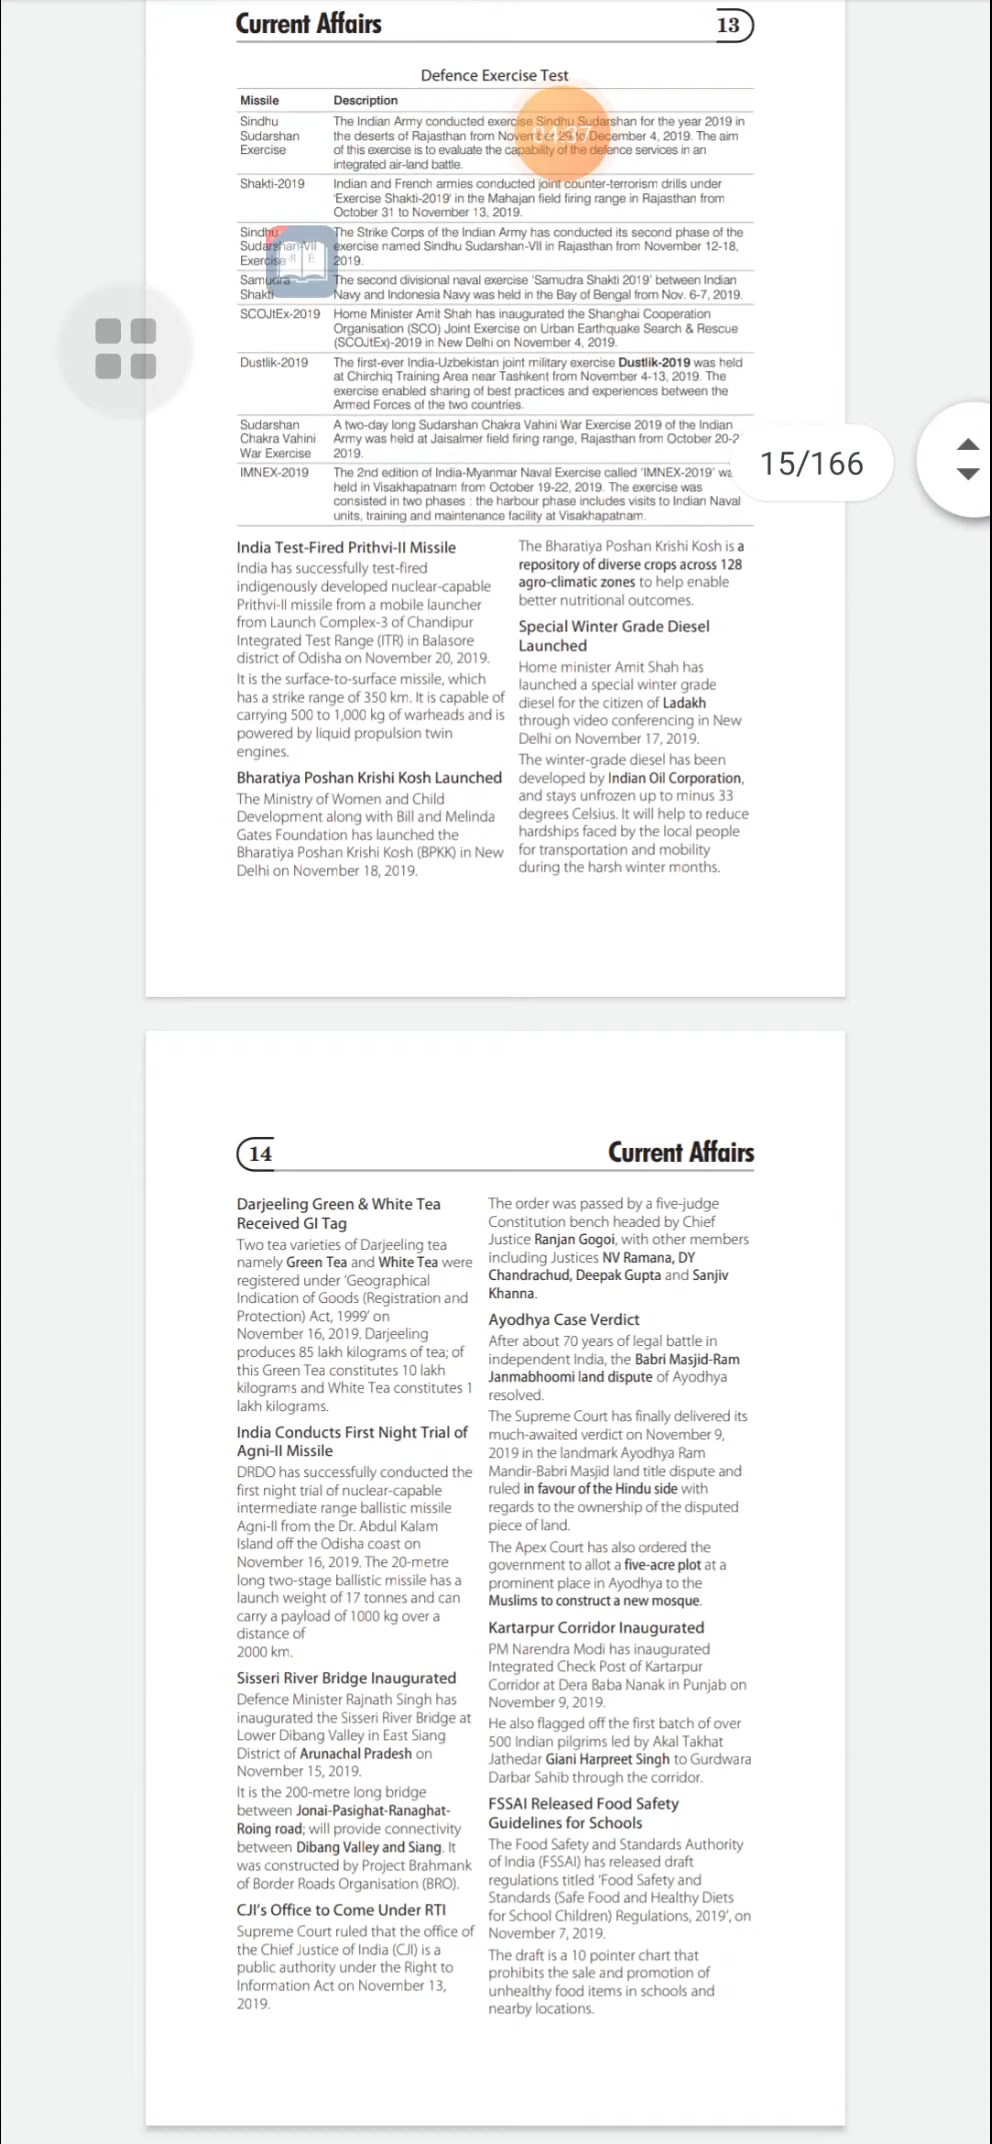 Current Affairs
13
Defence Exercise Test
Missile Description
Sindhu Sudarshan Exercise
The Indian Army conducted exercise Sindhu Sudarshan for the year 2019 in
the deserts of Rajasthan from November 29 to December 4, 2019. The aim
of this exercise is to evaluate the capability of the defence services in an
integrated air-land battle.
Shakti-2019
Indian and French armies conducted joint counter-terrorism drills under
'Exercise Shakti-2019' in the Mahajan field firing range in Rajasthan from
October 31 to November 13, 2019.
Sindhu
Sudarshan-VII
Exercise
The Strike Corps of the Indian Army has conducted its second phase of the
exercise named Sindhu Sudarshan-VII in Rajasthan from November 12-18,
2019.
Samudra
Shakti
The second divisional naval exercise 'Samudra Shakti 2019' between Indian
Navy and Indonesia Navy was held in the Bay of Bengal from Nov. 6-7, 2019.
SCOJtEx-2019
Home Minister Amit Shah has inaugurated the Shanghai Cooperation
Organisation (SCO) Joint Exercise on Urban Earthquake Search & Rescue
(SCOJtEx)-2019 in New Delhi on November 4, 2019.
Dustlik-2019
The first-ever India-Uzbekistan joint military exercise Dustlik-2019 was held
at Chirchiq Training Area near Tashkent from November 4-13, 2019. The
exercise enabled sharing of best practices and experiences between the
Armed Forces of the two countries.
Sudarshan
Chakra Vahini
War Exercise
A two-day long Sudarshan Chakra Vahini War Exercise 2019 of the Indian
Army was held at Jaisalmer field firing range, Rajasthan from October 20-2
2019.
IMNEX-2019
The 2nd edition of India-Myanmar Naval Exercise called 'IMNEX-2019'
held in Visakhapatnam from October 19-22, 2019. The exercise was
consisted in two phases : the harbour phase includes visits to Indian Naval
units, training and maintenance facility at Visakhapatnam.
15/166
India Test-Fired Prithvi-II Missile
India has successfully test-fired
indigenously developed nuclear-capable
Prithvi-II missile from a mobile launcher
from Launch Complex-3 of Chandipur
Integrated Test Range (ITR) in Balasore
district of Odisha on November 20, 2019.
It is the surface-to-surface missile, which
has a strike range of 350 km. It is capable of
carrying 500 to 1,000 kg of warheads and is
powered by liquid propulsion twin
engines.
Bharatiya Poshan Krishi Kosh Launched
The Ministry of Women and Child
Development along with Bill and Melinda
Gates Foundation has launched the
Bharatiya Poshan Krishi Kosh (BPKK) in New
Delhi on November 18, 2019.
The Bharatiya Poshan Krishi Kosh is a
repository of diverse crops across 128
agro-climatic zones to help enable
better nutritional outcomes.
Special Winter Grade Diesel
Launched
Home minister Amit Shah has
launched a special winter grade
diesel for the citizen of Ladakh
through video conferencing in New
Delhi on November 17, 2019.
The winter-grade diesel has been
developed by Indian Oil Corporation,
and stays unfrozen up to minus 33
degrees Celsius. It will help to reduce
hardships faced by the local people
for transportation and mobility
during the harsh winter months.
14
Current Affairs
Darjeeling Green & White Tea
Received GI Tag
Two tea varieties of Darjeeling tea
namely Green Tea and White Tea were
registered under 'Geographical
Indication of Goods (Registration and
Protection) Act, 1999' on
November 16, 2019. Darjeeling
produces 85 lakh kilograms of tea; of
this Green Tea constitutes 10 lakh
kilograms and White Tea constitutes 1
lakh kilograms.
India Conducts First Night Trial of
Agni-II Missile
DRDO has successfully conducted the
first night trial of nuclear-capable
intermediate range ballistic missile
Agni-II from the Dr. Abdul Kalam
Island off the Odisha coast on
November 16, 2019. The 20-metre
long two-stage ballistic missile has a
launch weight of 17 tonnes and can
carry a payload of 1000 kg over a
distance of
2000 km.
Sisseri River Bridge Inaugurated
Defence Minister Rajnath Singh has
inaugurated the Sisseri River Bridge at
Lower Dibang Valley in East Siang
District of Arunachal Pradesh on
November 15, 2019.
It is the 200-metre long bridge
between Jonai-Pasighat-Ranaghat-
Roing road; will provide connectivity
between Dibang Valley and Siang. It
was constructed by Project Brahmank
of Border Roads Organisation (BRO).
CJI's Office to Come Under RTI
Supreme Court ruled that the office of
the Chief Justice of India (CJI) is a
public authority under the Right to
Information Act on November 13,
2019.
The order was passed by a five-judge
Constitution bench headed by Chief
Justice Ranjan Gogoi, with other members
including Justices NV Ramana, DY
Chandrachud, Deepak Gupta and Sanjiv
Khanna.
Ayodhya Case Verdict
After about 70 years of legal battle in
independent India, the Babri Masjid-Ram
Janmabhoomi land dispute of Ayodhya
resolved.
The Supreme Court has finally delivered its
much-awaited verdict on November 9,
2019 in the landmark Ayodhya Ram
Mandir-Babri Masjid land title dispute and
ruled in favour of the Hindu side with
regards to the ownership of the disputed
piece of land.
The Apex Court has also ordered the
government to allot a five-acre plot at a
prominent place in Ayodhya to the
Muslims to construct a new mosque.
Kartarpur Corridor Inaugurated
PM Narendra Modi has inaugurated
Integrated Check Post of Kartarpur
Corridor at Dera Baba Nanak in Punjab on
November 9, 2019.
He also flagged off the first batch of over
500 Indian pilgrims led by Akal Takhat
Jathedar Giani Harpreet Singh to Gurdwara
Darbar Sahib through the corridor.
FSSAI Released Food Safety
Guidelines for Schools
The Food Safety and Standards Authority
of India (FSSAI) has released draft
regulations titled 'Food Safety and
Standards (Safe Food and Healthy Diets
for School Children) Regulations, 2019', on
November 7, 2019.
The draft is a 10 pointer chart that
prohibits the sale and promotion of
unhealthy food items in schools and
nearby locations.